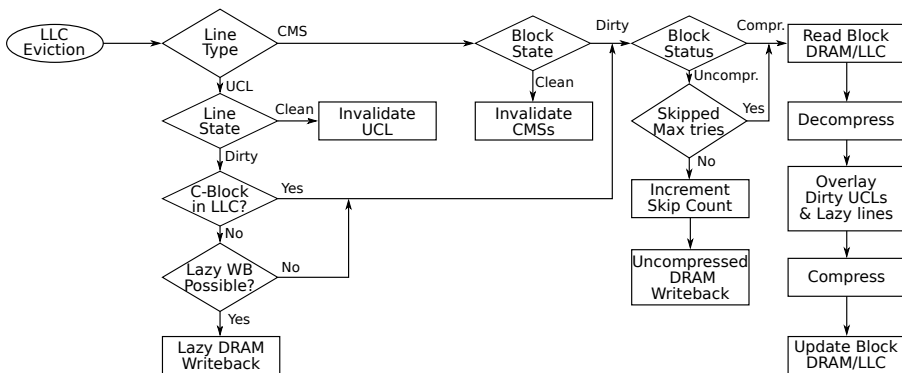 LLC
Eviction
Line
Type
CMS
UCL
Line
State
Clean
Invalidate
UCL
Dirty
C-Block
in LLC?
Yes
No
Lazy WB
Possible?
No
Yes
Lazy DRAM
Writeback
Block
State
Dirty
Clean
Invalidate
CMSs
Block
Status
Compr.
Uncompr.
Skipped
Max tries
Yes
No
Increment
Skip Count
Uncompressed
DRAM
Writeback
Read Block
DRAM/LLC
Decompress
Overlay
Dirty UCLs
& Lazy lines
Compress
Update Block
DRAM/LLC